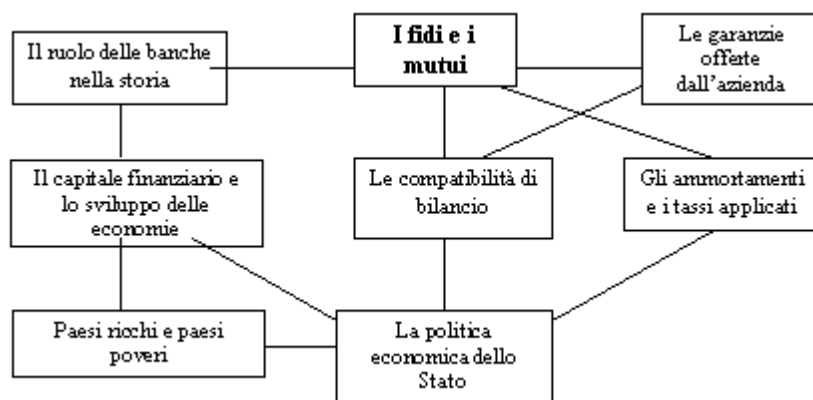 Il ruolo delle banche
nella storia
I fidi e i
mutui
Le garanzie
offerte
dall'azienda
Il capitale finanziario e
lo sviluppo delle
economie
Le compatibilità di
bilancio
Gli ammortamenti
e i tassi applicati
Paesi ricchi e paesi
poveri
La politica
economica dello
Stato